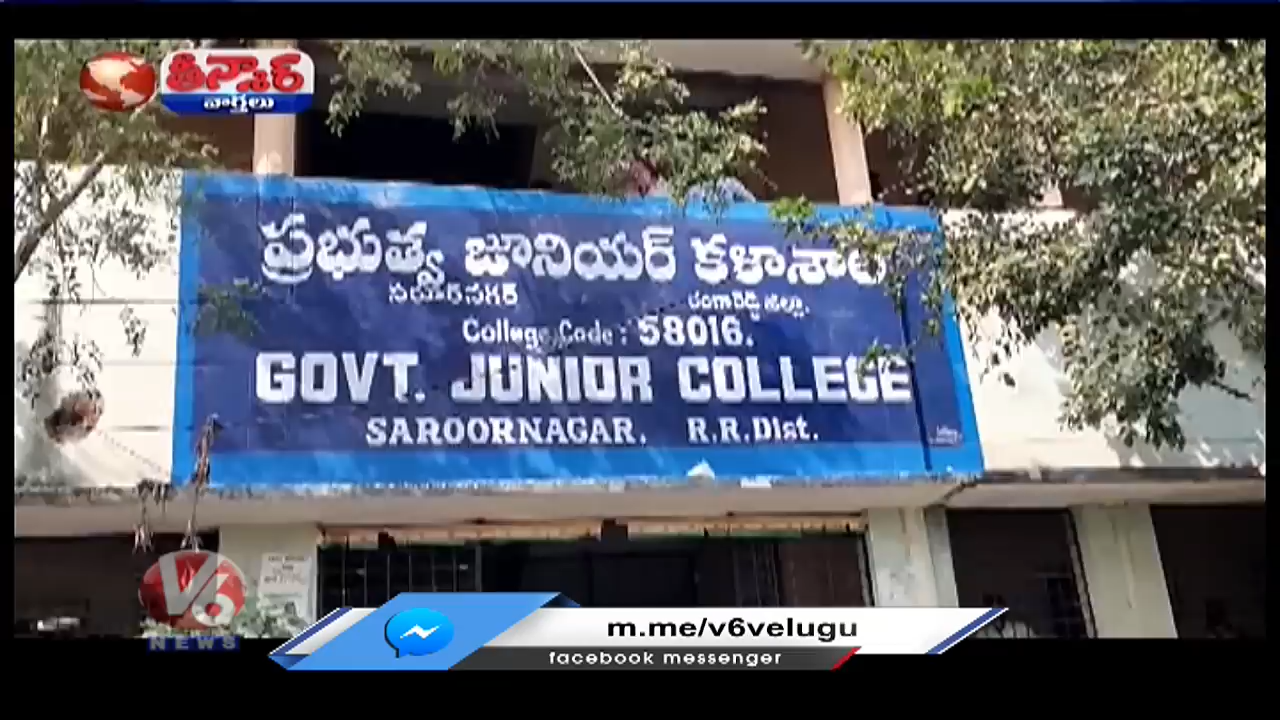 తీన్మార్
వార్తలు
ప్రభుత్వ జూనియర్ కళాశాల
సరూర్‌నగర్ రంగారెడ్డి జిల్లా.
College Code : 58016.
GOVT. JUNIOR COLLEGE
SAROORNAGAR. R.R.Dist.
V6
NEWS
m.me/v6velugu
facebook messenger